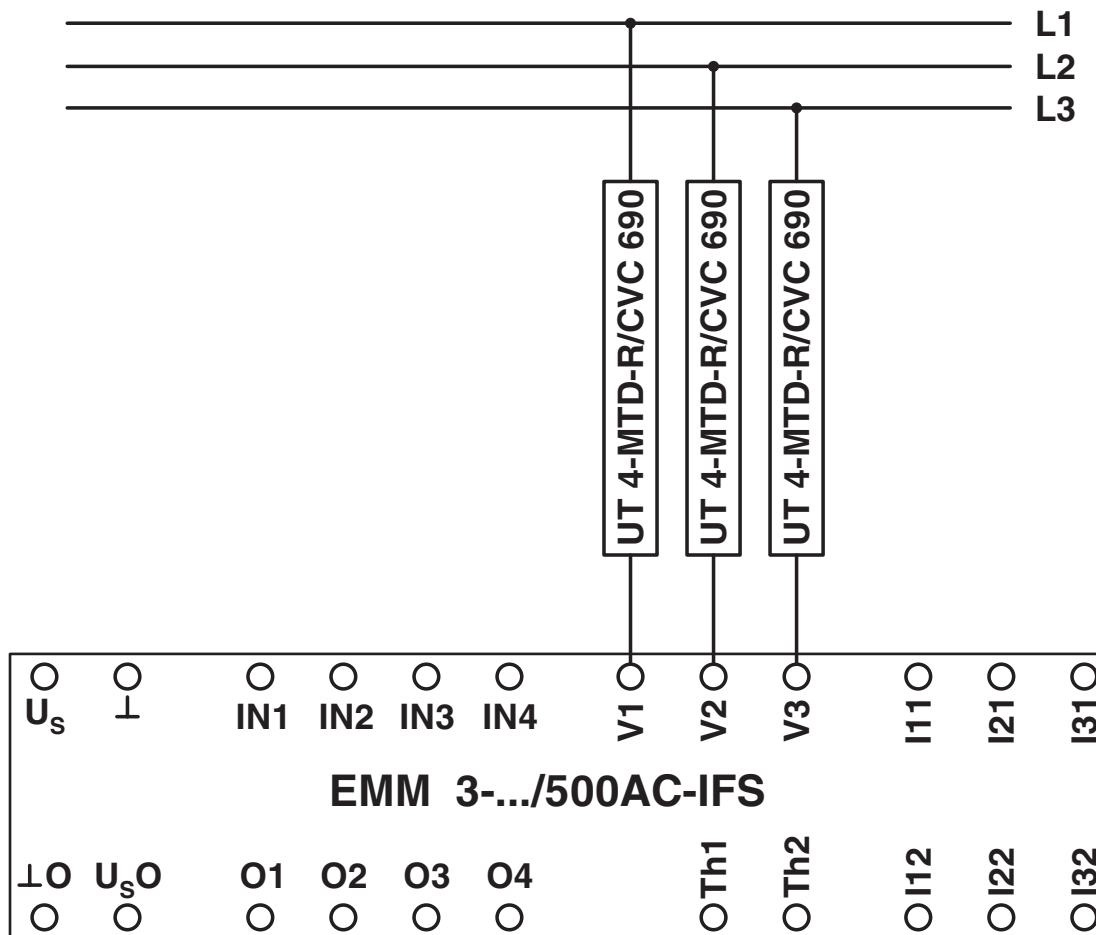 L1
L2
L3
UT 4-MTD-R/CVC 690
UT 4-MTD-R/CVC 690
UT 4-MTD-R/CVC 690
US ⊥ IN1 IN2 IN3 IN4 V1 V2 V3 I11 I21 I31
EMM 3-.../500AC-IFS
⊥O USO O1 O2 O3 O4 Th1 Th2 I12 I22 I32